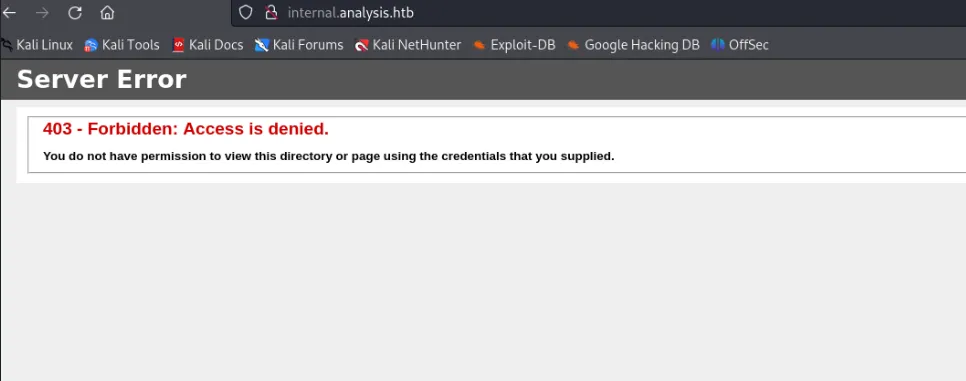 internal.analysis.htb
Kali Linux Kali Tools Kali Docs Kali Forums Kali NetHunter Exploit-DB Google Hacking DB OffSec
Server Error
403 - Forbidden: Access is denied.
You do not have permission to view this directory or page using the credentials that you supplied.